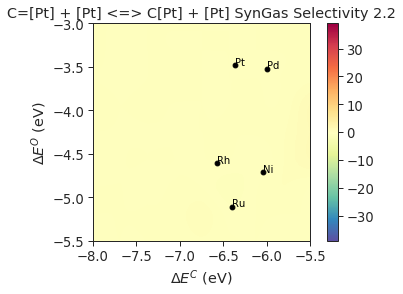 C=[Pt] + [Pt] <=> C[Pt] + [Pt] SynGas Selectivity 2.2
−3.0
−3.5
−4.0
−4.5
−5.0
−5.5
ΔE^O (eV)
Pt
Pd
Rh
Ni
Ru
−8.0 −7.5 −7.0 −6.5 −6.0 −5.5
ΔE^C (eV)
30
20
10
0
−10
−20
−30